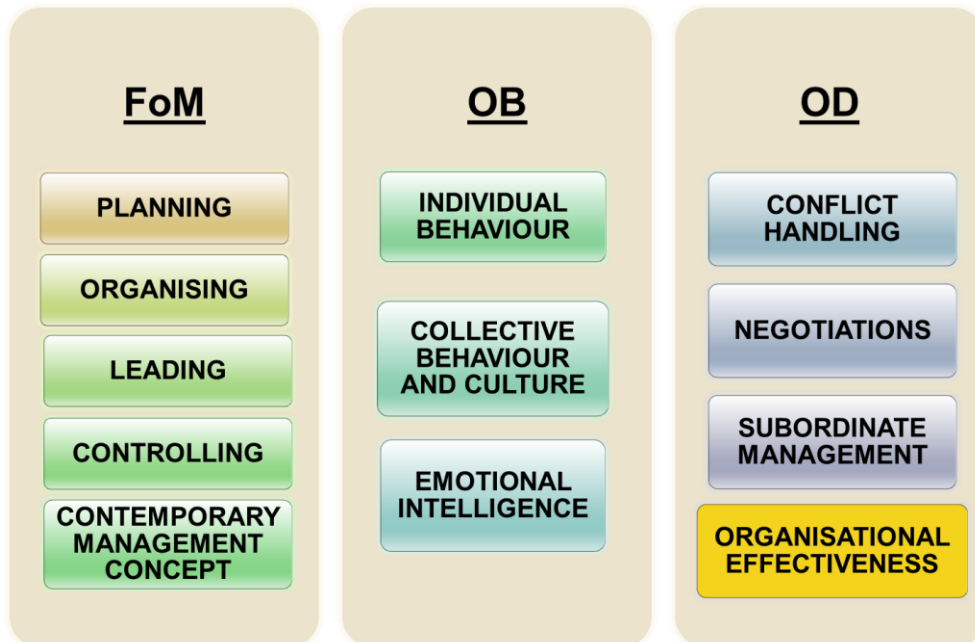 FoM
PLANNING
ORGANISING
LEADING
CONTROLLING
CONTEMPORARY
MANAGEMENT
CONCEPT
OB
INDIVIDUAL
BEHAVIOUR
COLLECTIVE
BEHAVIOUR
AND CULTURE
EMOTIONAL
INTELLIGENCE
OD
CONFLICT
HANDLING
NEGOTIATIONS
SUBORDINATE
MANAGEMENT
ORGANISATIONAL
EFFECTIVENESS